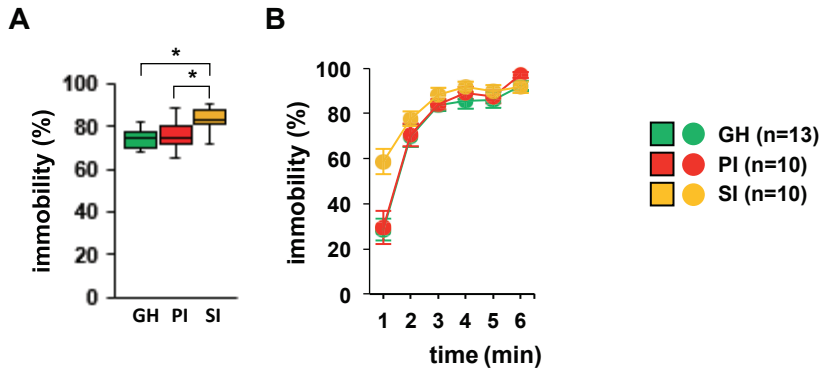 A
*
*
immobility (%)
100
80
60
40
20
0
GH PI SI
B
immobility (%)
100
80
60
40
20
0
1 2 3 4 5 6
time (min)
GH (n=13)
PI (n=10)
SI (n=10)